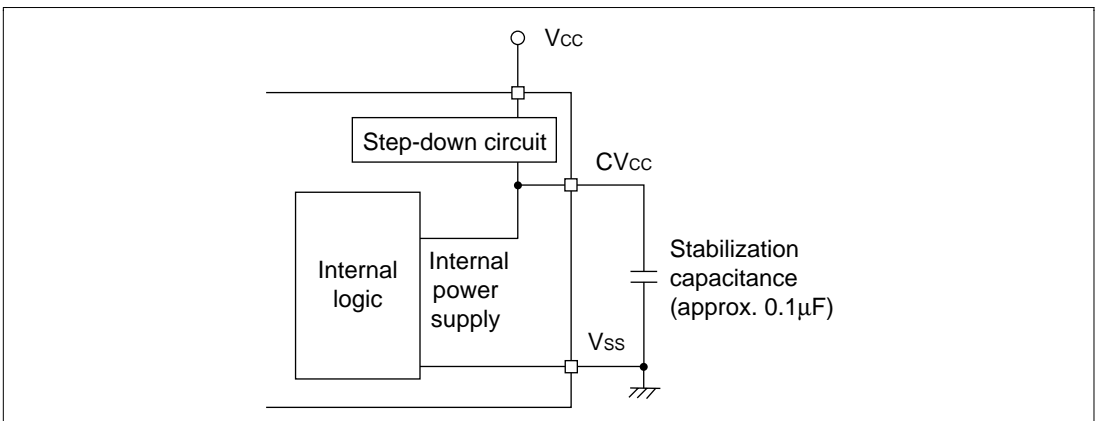 Vcc
Step-down circuit
CVcc
Internal
logic
Internal
power
supply
Stabilization
capacitance
(approx. 0.1μF)
Vss